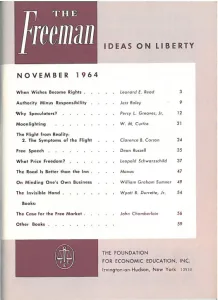 THE
Freeman
IDEAS ON LIBERTY
NOVEMBER 1964
When Wishes Become Rights . . . . . Leonard E. Read 3
Authority Minus Responsibility . . . . Jess Raley 9
Why Speculators? . . . . . . . Perry L. Greaves, Jr. 12
Moonlighting . . . . . . . . W. M. Curtiss 21
The Flight from Reality:
2. The Symptoms of the Flight . . . Clarence B. Carson 24
Free Speech . . . . . . . . Dean Russell 35
What Price Freedom? . . . . . . Leopold Schwarzschild 37
The Road Is Better than the Inn . . . . Manas 47
On Minding One's Own Business . . . William Graham Sumner 49
The Invisible Hand . . . . . . . Wyatt B. Durrette, Jr. 54
Books:
The Case for the Free Market . . . . John Chamberlain 56
Other Books . . . . . . . . 59
THE FOUNDATION
FOR ECONOMIC EDUCATION, INC.
Irvington-on-Hudson, New York 10533